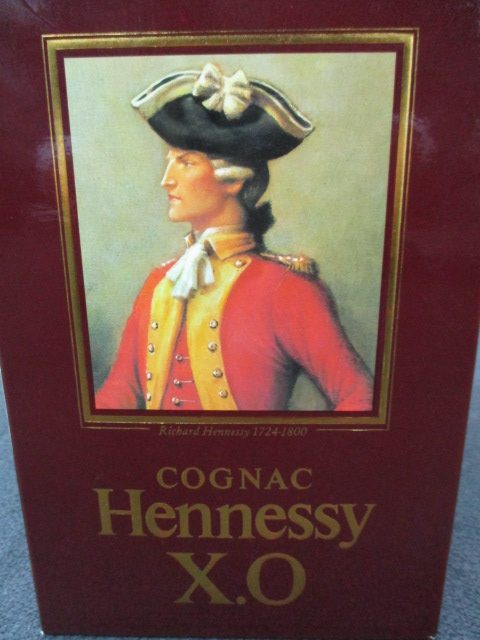 Richard Hennessy 1724-1800
COGNAC
Hennessy
X.O